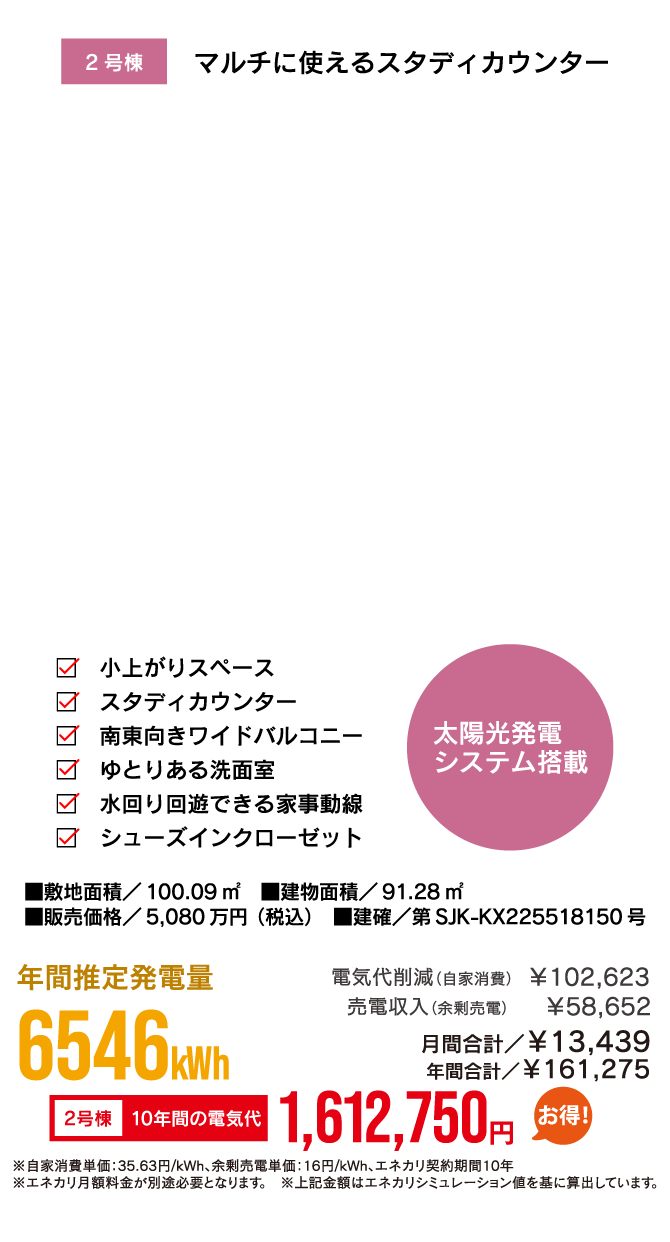 2号棟 マルチに使えるスタディカウンター
小上がりスペース
スタディカウンター
南東向きワイドバルコニー
ゆとりある洗面室
水回り回遊できる家事動線
シューズインクローゼット
太陽光発電
システム搭載
■敷地面積／100.09㎡ ■建物面積／91.28㎡
■販売価格／5,080万円（税込） ■建確／第SJK-KX225518150号
年間推定発電量
6546kWh
電気代削減（自家消費） ￥102,623
売電収入（余剰売電） ￥58,652
月間合計／￥13,439
年間合計／￥161,275
2号棟 10年間の電気代 1,612,750円 お得!
※自家消費単価：35.63円/kWh、余剰売電単価：16円/kWh、エネカリ契約期間10年
※エネカリ月額料金が別途必要となります。 ※上記金額はエネカリシミュレーション値を基に算出しています。